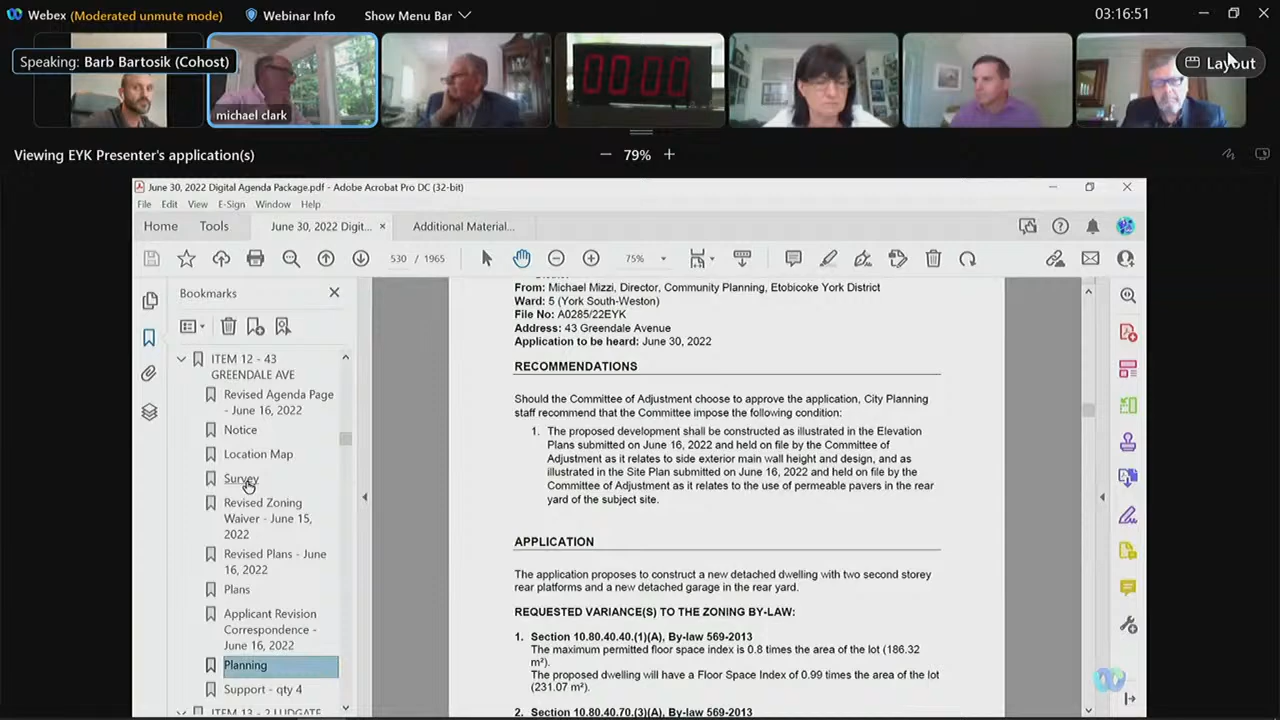 Webex (Moderated unmute mode) Webinar Info Show Menu Bar 03:16:51
Speaking: Barb Bartosik (Cohost)
Layout
michael clark
00 00
Viewing EYK Presenter's application(s) 79%
June 30, 2022 Digital Agenda Package.pdf - Adobe Acrobat Pro DC (32-bit)
File Edit View E-Sign Window Help
Home Tools June 30, 2022 Digit... × Additional Material...
530 / 1965 75%
Bookmarks
ITEM 12 - 43
GREENDALE AVE
Revised Agenda Page
- June 16, 2022
Notice
Location Map
Survey
Revised Zoning
Waiver - June 15,
2022
Revised Plans - June
16, 2022
Plans
Applicant Revision
Correspondence -
June 16, 2022
Planning
Support - qty 4
ITEM 13 - 2 LUDGATE
From: Michael Mizzi, Director, Community Planning, Etobicoke York District
Ward: 5 (York South-Weston)
File No: A0285/22EYK
Address: 43 Greendale Avenue
Application to be heard: June 30, 2022
RECOMMENDATIONS
Should the Committee of Adjustment choose to approve the application, City Planning
staff recommend that the Committee impose the following condition:
1. The proposed development shall be constructed as illustrated in the Elevation
Plans submitted on June 16, 2022 and held on file by the Committee of
Adjustment as it relates to side exterior main wall height and design, and as
illustrated in the Site Plan submitted on June 16, 2022 and held on file by the
Committee of Adjustment as it relates to the use of permeable pavers in the rear
yard of the subject site.
APPLICATION
The application proposes to construct a new detached dwelling with two second storey
rear platforms and a new detached garage in the rear yard.
REQUESTED VARIANCE(S) TO THE ZONING BY-LAW:
1. Section 10.80.40.40.(1)(A), By-law 569-2013
The maximum permitted floor space index is 0.8 times the area of the lot (186.32
m²).
The proposed dwelling will have a Floor Space Index of 0.99 times the area of the lot
(231.07 m²).
2. Section 10.80.40.70.(3)(A), By-law 569-2013